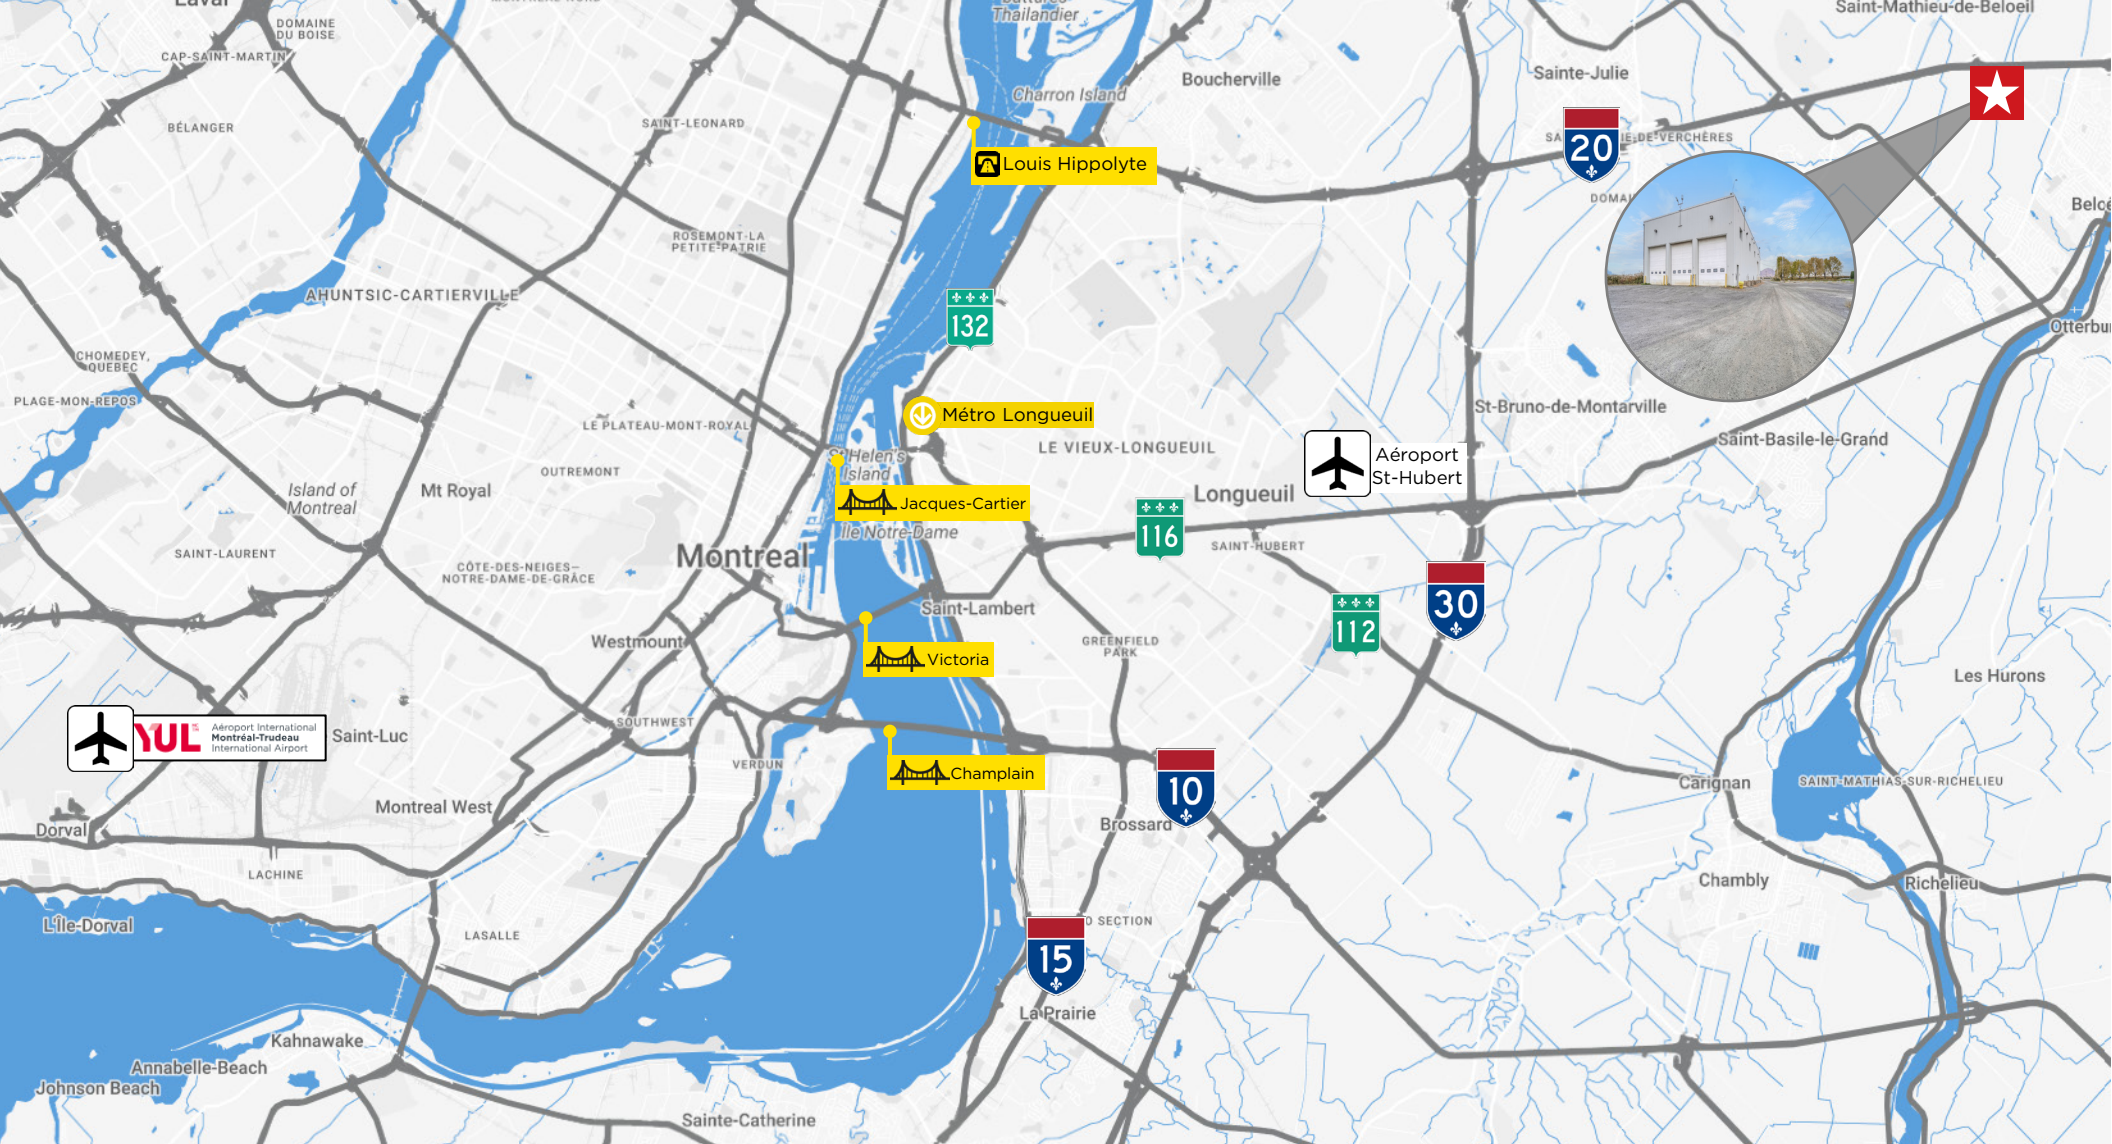 Laval
DOMAINE
DU BOISE
CAP-SAINT-MARTIN
Thailandier
Saint-Mathieu-de-Beloeil
Boucherville
Sainte-Julie
Charron Island
BÉLANGER
SAINT-LEONARD
20
Louis Hippolyte
ROSEMONT-LA
PETITE-PATRIE
AHUNTSIC-CARTIERVILLE
132
CHOMEDEY,
QUEBEC
PLAGE-MON-REPOS
LE PLATEAU-MONT-ROYAL
Métro Longueuil
St-Bruno-de-Montarville
LE VIEUX-LONGUEUIL
Aéroport
St-Hubert
Saint-Basile-le-Grand
St Helen's
Island
OUTREMONT
Mt Royal
Island of
Montreal
Longueuil
Jacques-Cartier
Ile Notre-Dame
116
SAINT-HUBERT
Montreal
SAINT-LAURENT
CÔTE-DES-NEIGES–
NOTRE-DAME-DE-GRÂCE
Saint-Lambert
30
112
Westmount
GREENFIELD
PARK
Victoria
Les Hurons
SOUTHWEST
YUL
Aéroport International
Montréal-Trudeau
International Airport
Saint-Luc
VERDUN
Champlain
10
Carignan
SAINT-MATHIAS-SUR-RICHELIEU
Montreal West
Brossard
Dorval
LACHINE
Chambly
Richelieu
L'Île-Dorval
LASALLE
SECTION
15
La Prairie
Kahnawake
Annabelle-Beach
Johnson Beach
Sainte-Catherine